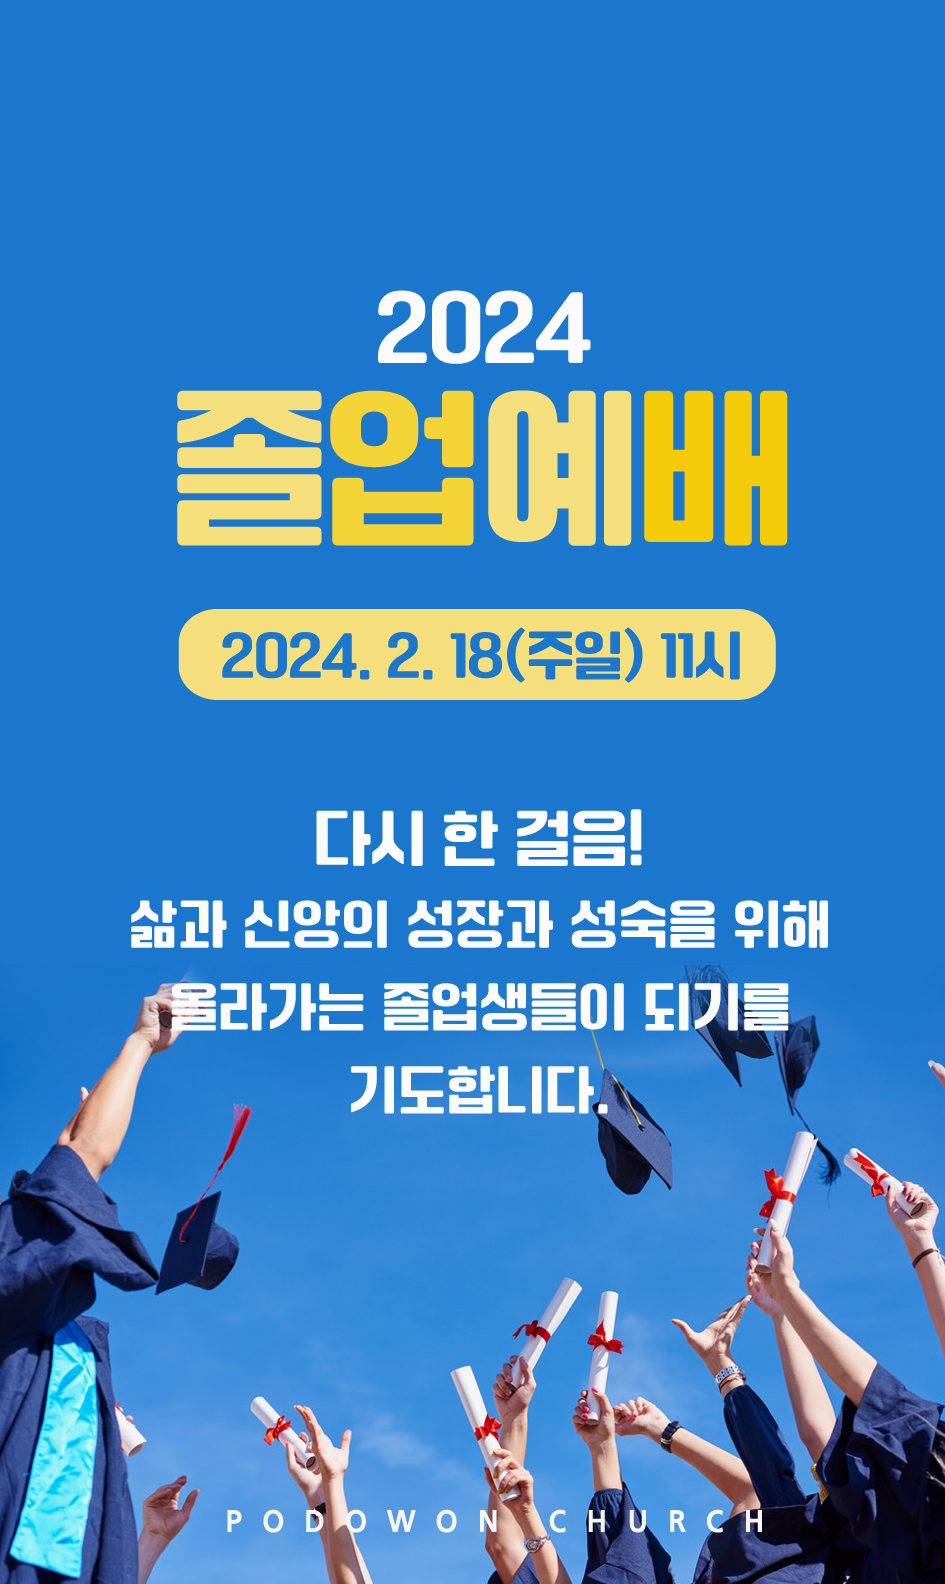 2024
졸업예배
2024. 2. 18(주일) 11시
다시 한 걸음!
삶과 신앙의 성장과 성숙을 위해
올라가는 졸업생들이 되기를
기도합니다.
PODOWON CHURCH